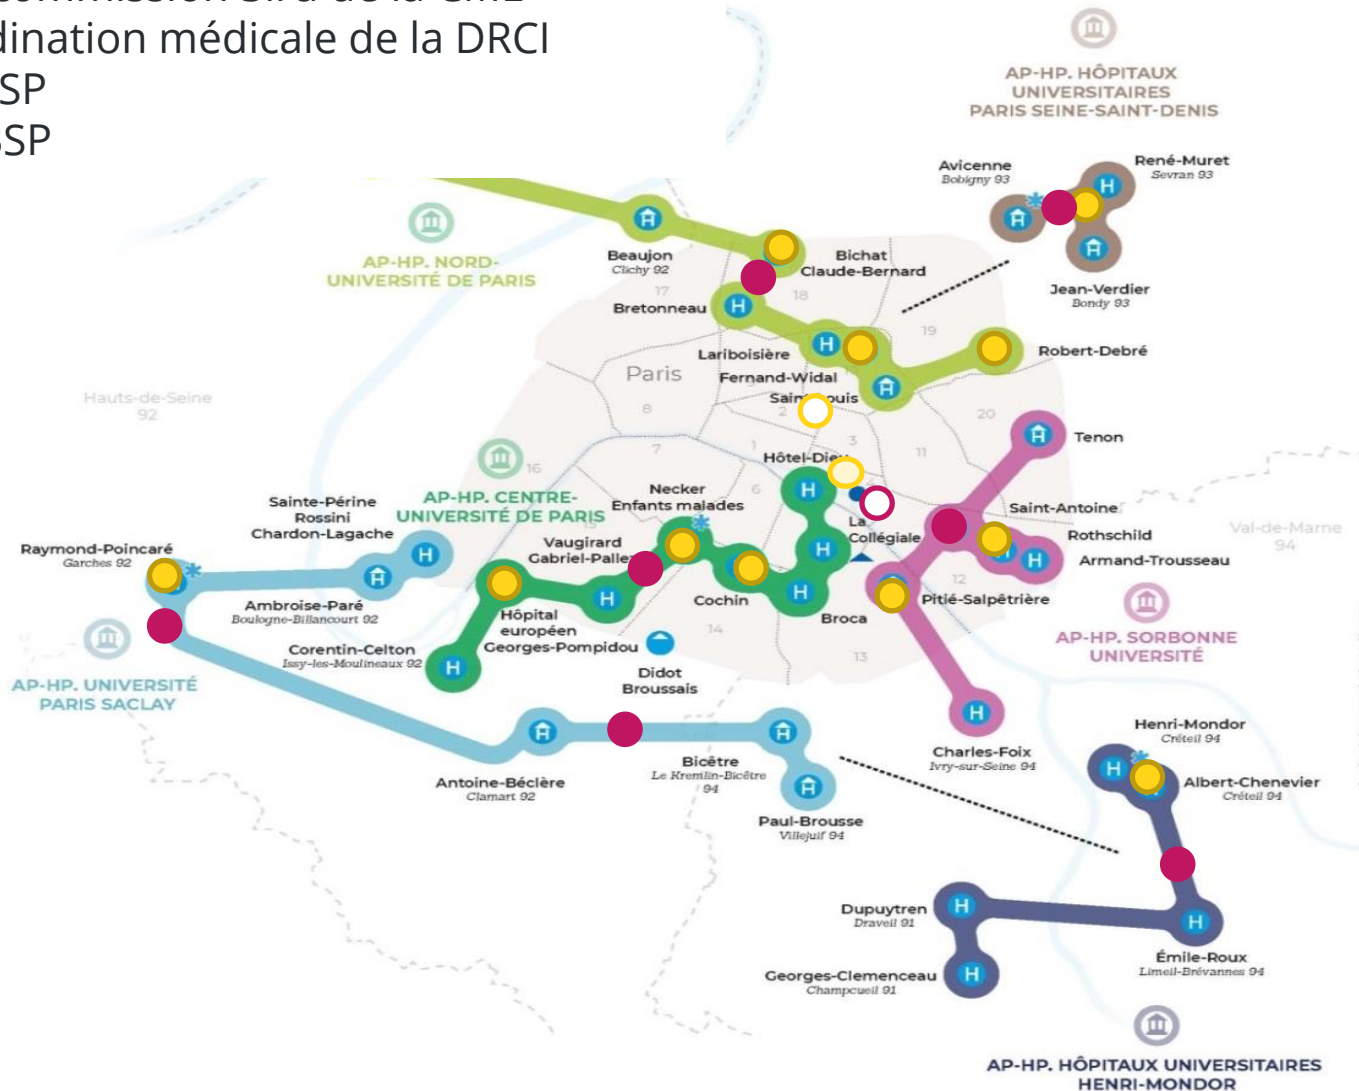 dination médicale de la DRCI
SP
SSP
AP-HP. HÔPITAUX
UNIVERSITAIRES
PARIS SEINE-SAINT-DENIS
Avicenne
Bobigny 93
René-Muret
Sevran 93
Jean-Verdier
Bondy 93
AP-HP. NORD-
UNIVERSITÉ DE PARIS
Beaujon
Clichy 92
Bichat
Claude-Bernard
17
18
Bretonneau
19
Lariboisière
Robert-Debré
Paris
Fernand-Widal
Hauts-de-Seine
92
8
2
20
Tenon
1
3
11
7
Hôtel-Dieu
16
AP-HP. CENTRE-
UNIVERSITÉ DE PARIS
Necker
Enfants malades
6
Sainte-Périne
Rossini
Chardon-Lagache
Saint-Antoine
La
Collégiale
Rothschild
Val-de-Marne
94
Vaugirard
Raymond-Poincaré
Garches 92
Armand-Trousseau
12
Ambroise-Paré
Boulogne-Billancourt 92
Cochin
Pitié-Salpêtrière
Hôpital
européen
Georges-Pompidou
Broca
14
13
AP-HP. SORBONNE
UNIVERSITÉ
Corentin-Celton
Issy-les-Moulineaux 92
Didot
Broussais
AP-HP. UNIVERSITÉ
PARIS SACLAY
Henri-Mondor
Créteil 94
Charles-Foix
Ivry-sur-Seine 94
Bicêtre
Le Kremlin-Bicêtre
94
Antoine-Béclère
Clamart 92
Albert-Chenevier
Créteil 94
Paul-Brousse
Villejuif 94
Dupuytren
Draveil 91
Émile-Roux
Limeil-Brévannes 94
Georges-Clemenceau
Champcueil 91
AP-HP. HÔPITAUX UNIVERSITAIRES
HENRI-MONDOR